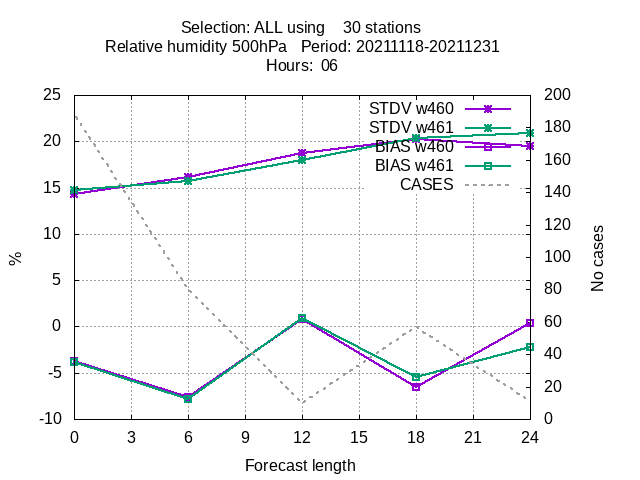 Selection: ALL using    30 stations
Relative humidity 500hPa   Period: 20211118-20211231
Hours:  06
25
20
15
10
5
0
-5
-10
%
200
180
160
140
120
100
80
60
40
20
0
No cases
STDV w460
STDV w461
BIAS w460
BIAS w461
CASES
0 3 6 9 12 15 18 21 24
Forecast length